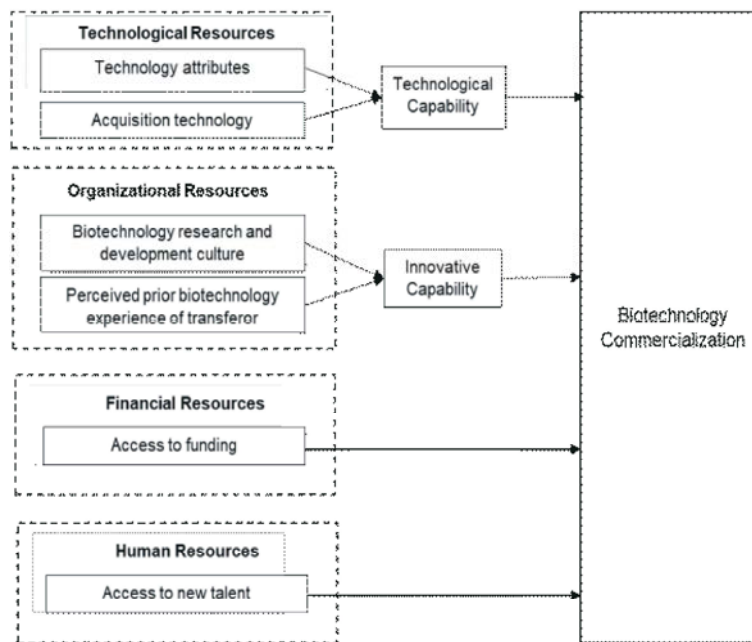 Technological Resources
Technology attributes
Acquisition technology
Technological
Capability
Organizational Resources
Biotechnology research and
development culture
Perceived prior biotechnology
experience of transferor
Innovative
Capability
Biotechnology
Commercialization
Financial Resources
Access to funding
Human Resources
Access to new talent